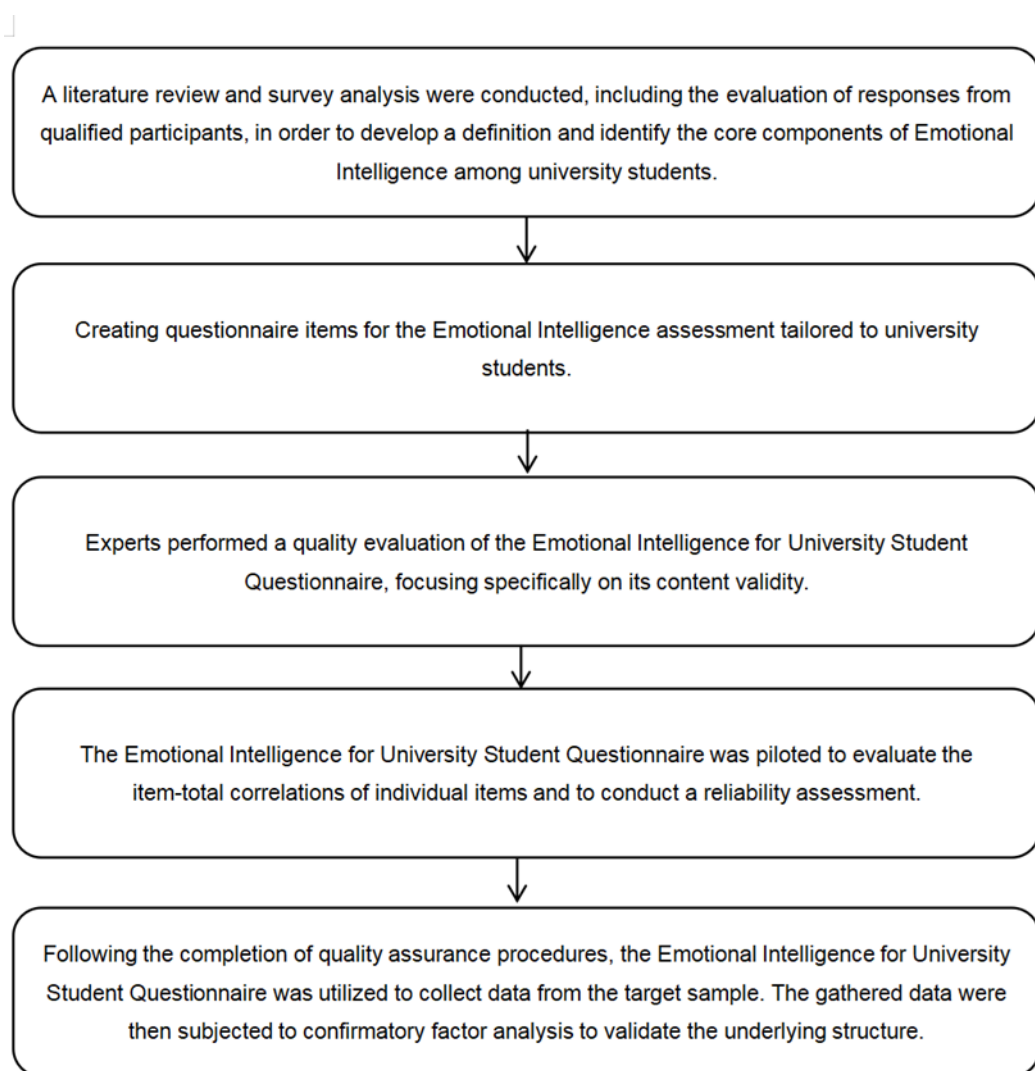 A literature review and survey analysis were conducted, including the evaluation of responses from
qualified participants, in order to develop a definition and identify the core components of Emotional
Intelligence among university students.
Creating questionnaire items for the Emotional Intelligence assessment tailored to university
students.
Experts performed a quality evaluation of the Emotional Intelligence for University Student
Questionnaire, focusing specifically on its content validity.
The Emotional Intelligence for University Student Questionnaire was piloted to evaluate the
item-total correlations of individual items and to conduct a reliability assessment.
Following the completion of quality assurance procedures, the Emotional Intelligence for University
Student Questionnaire was utilized to collect data from the target sample. The gathered data were
then subjected to confirmatory factor analysis to validate the underlying structure.